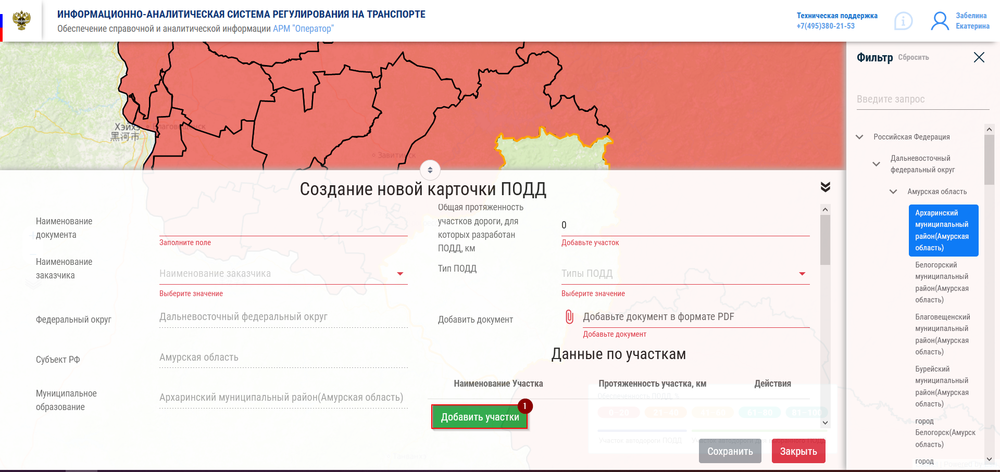 ИНФОРМАЦИОННО-АНАЛИТИЧЕСКАЯ СИСТЕМА РЕГУЛИРОВАНИЯ НА ТРАНСПОРТЕ
Обеспечение справочной и аналитической информации АРМ "Оператор"
Техническая поддержка
+7(495)380-21-53
Забелина
Екатерина
Хэйхэ
黑河市
Благовещенск
Завитинск
Создание новой карточки ПОДД
Наименование
документа
Заполните поле
Наименование
заказчика
Наименование заказчика
Выберите значение
Федеральный округ
Дальневосточный федеральный округ
Субъект РФ
Амурская область
Муниципальное
образование
Архаринский муниципальный район(Амурская область)
Общая протяженность
участков дороги, для
которых разработан
ПОДД, км
0
Добавьте участок
Тип ПОДД
Типы ПОДД
Выберите значение
Добавить документ
Добавьте документ в формате PDF
Добавьте документ
Данные по участкам
Наименование Участка
Протяженность участка, км
Действия
Обеспеченность ПОДД, %
0–20
21–40
41–60
61–80
81–100
Добавить участки
1
Участок автодороги ПОДД
Участок автодороги для выбранного ПОДД
Сохранить
Закрыть
Фильтр
Сбросить
Введите запрос
Российская Федерация
Дальневосточный
федеральный округ
Амурская область
Архаринский
муниципальный
район(Амурская
область)
Белогорский
муниципальный
район(Амурская
область)
Благовещенский
муниципальный
район(Амурская
область)
Бурейский
муниципальный
район(Амурская
область)
город
Белогорск(Амурск
область)
город
Powered by